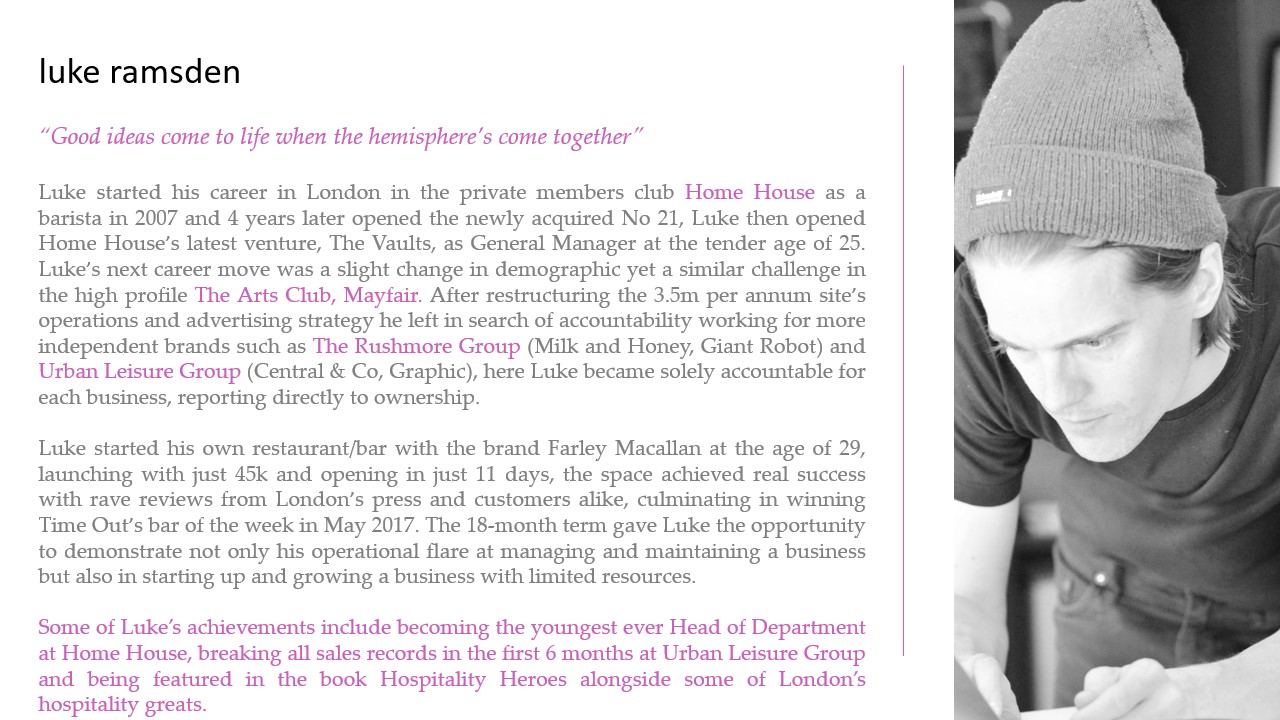 luke ramsden
“Good ideas come to life when the hemisphere’s come together”
Luke started his career in London in the private members club Home House as a
barista in 2007 and 4 years later opened the newly acquired No 21, Luke then opened
Home House’s latest venture, The Vaults, as General Manager at the tender age of 25.
Luke’s next career move was a slight change in demographic yet a similar challenge in
the high profile The Arts Club, Mayfair. After restructuring the 3.5m per annum site’s
operations and advertising strategy he left in search of accountability working for more
independent brands such as The Rushmore Group (Milk and Honey, Giant Robot) and
Urban Leisure Group (Central & Co, Graphic), here Luke became solely accountable for
each business, reporting directly to ownership.
Luke started his own restaurant/bar with the brand Farley Macallan at the age of 29,
launching with just 45k and opening in just 11 days, the space achieved real success
with rave reviews from London’s press and customers alike, culminating in winning
Time Out’s bar of the week in May 2017. The 18-month term gave Luke the opportunity
to demonstrate not only his operational flare at managing and maintaining a business
but also in starting up and growing a business with limited resources.
Some of Luke’s achievements include becoming the youngest ever Head of Department
at Home House, breaking all sales records in the first 6 months at Urban Leisure Group
and being featured in the book Hospitality Heroes alongside some of London’s
hospitality greats.